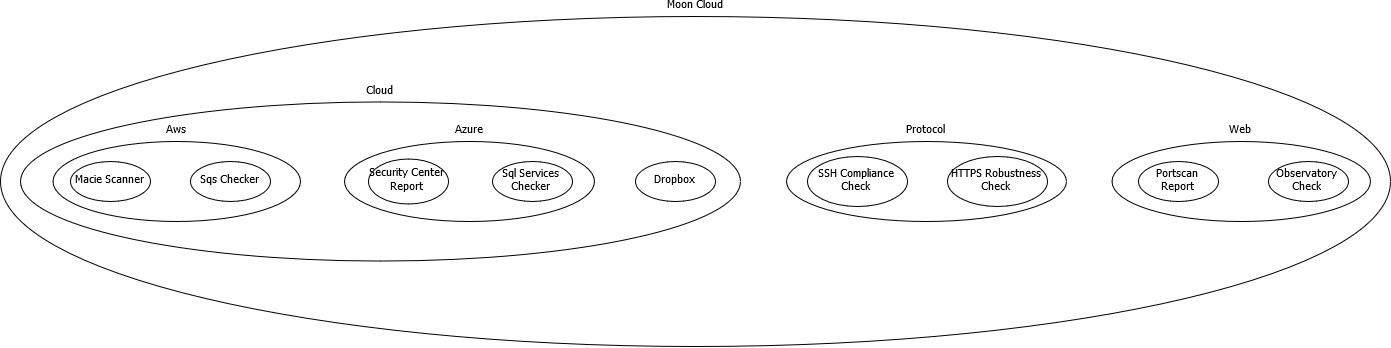 Moon Cloud
Cloud
Aws
Azure
Protocol
Web
Macie Scanner
Sqs Checker
Security Center
Report
Sql Services
Checker
Dropbox
SSH Compliance
Check
HTTPS Robustness
Check
Portscan
Report
Observatory
Check